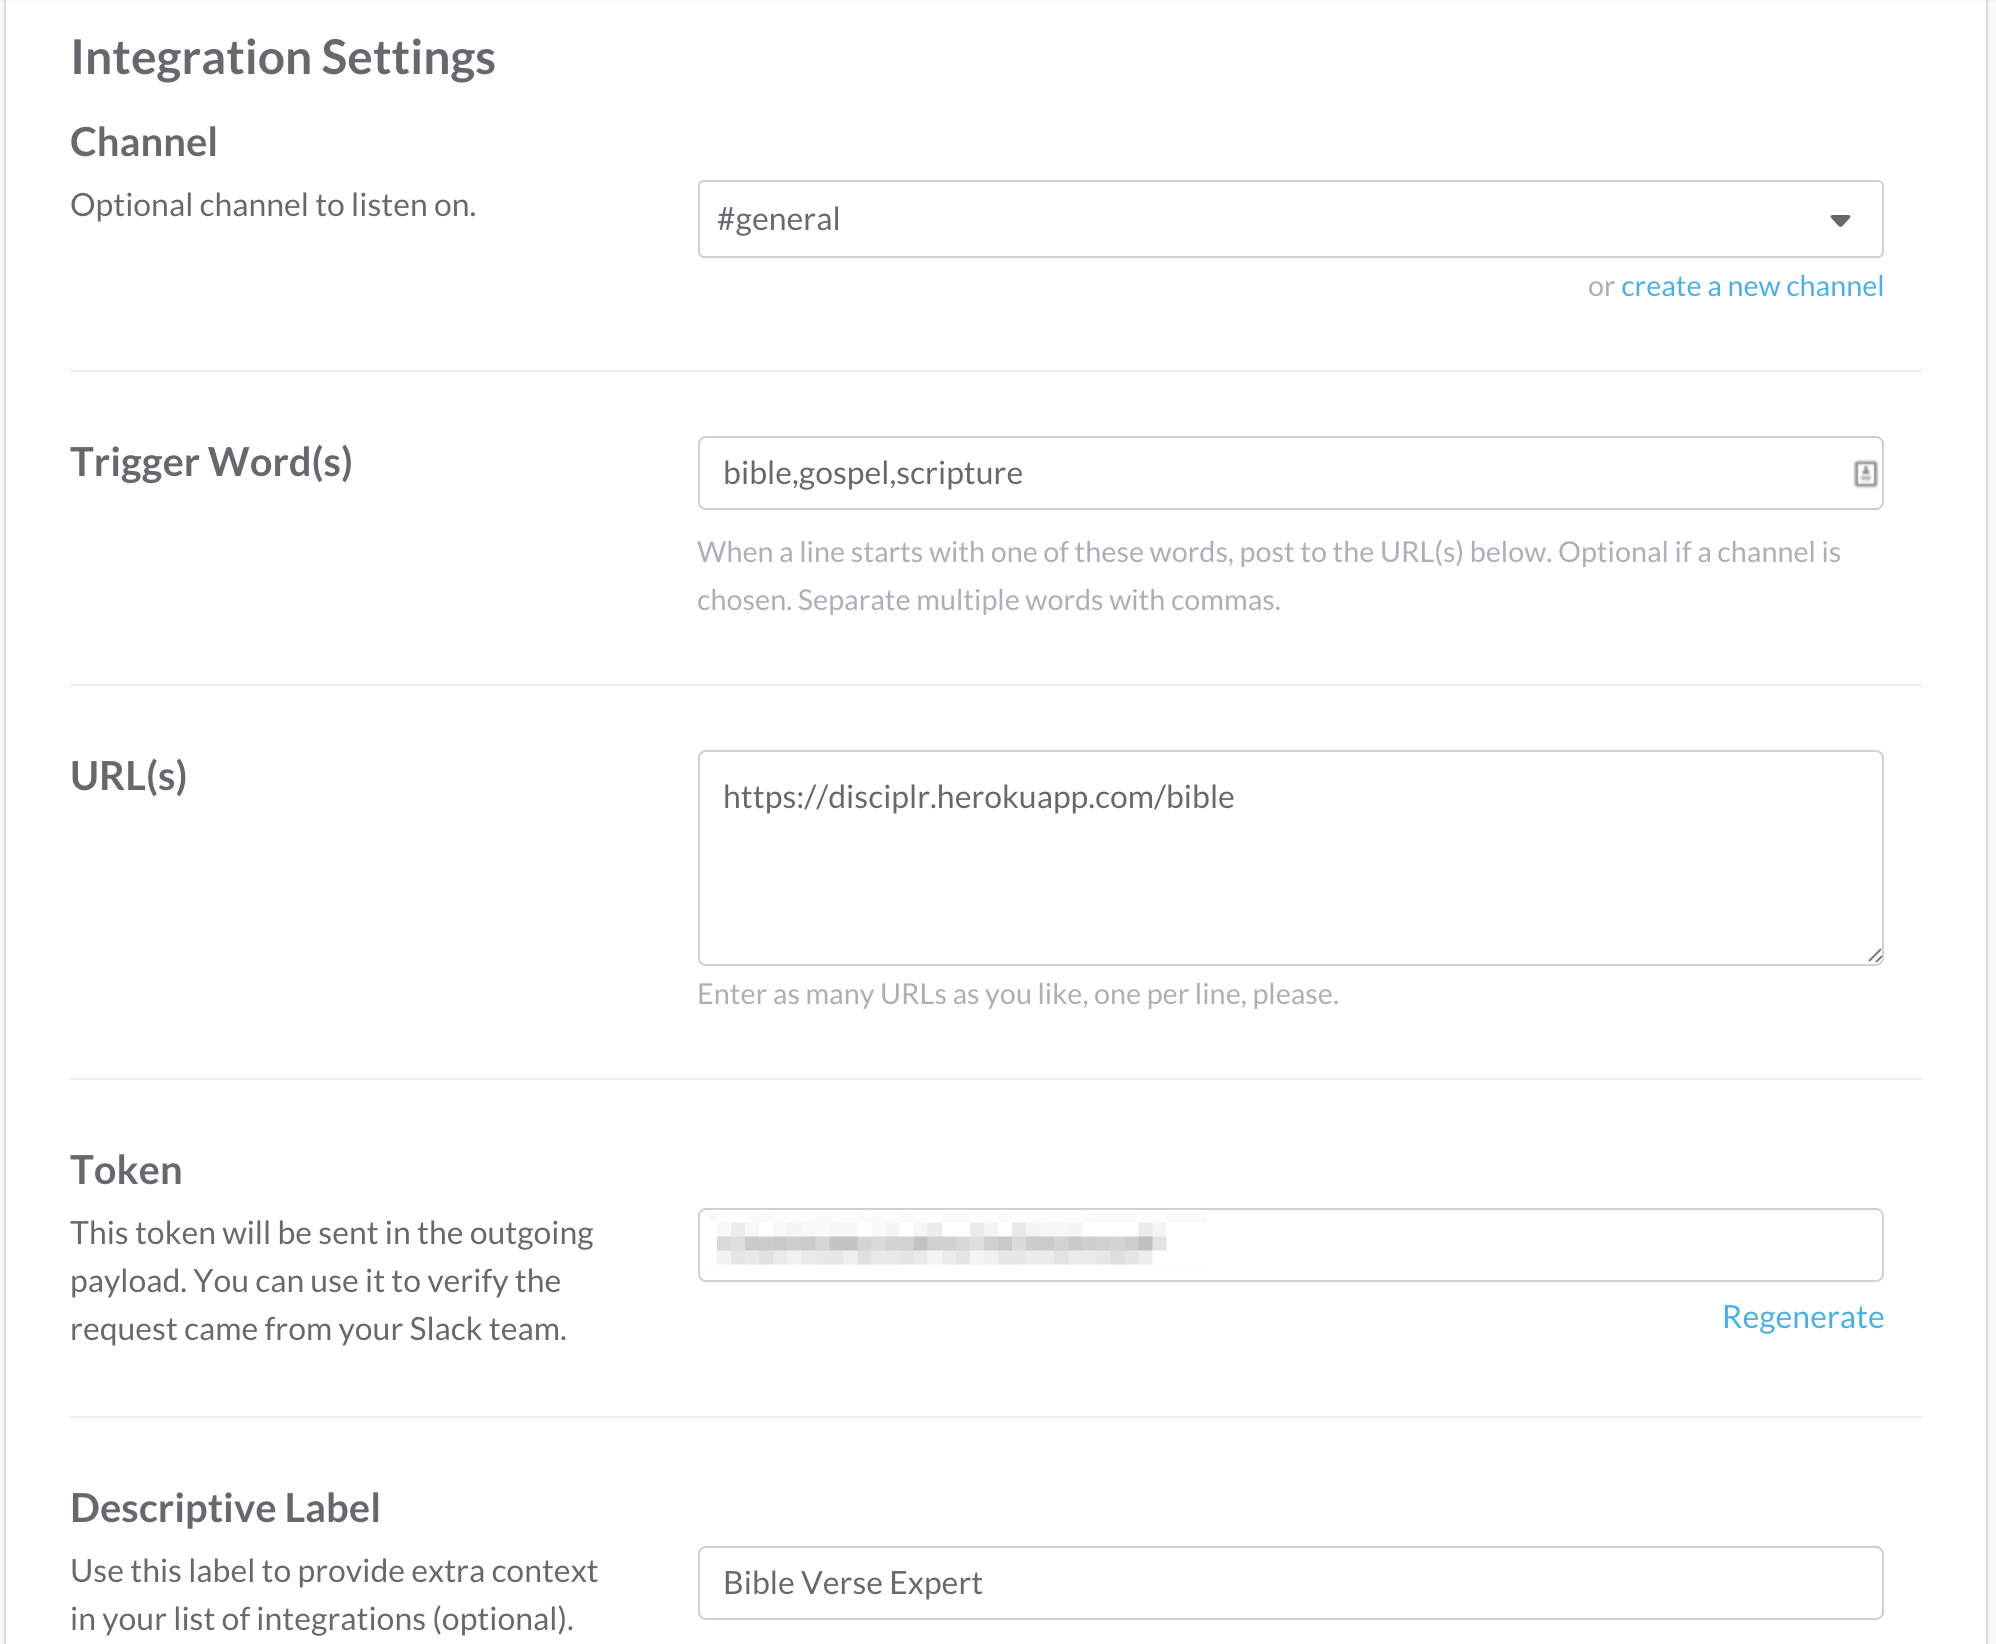 Integration Settings
Channel
Optional channel to listen on.
#general
or create a new channel
Trigger Word(s)
bible,gospel,scripture
When a line starts with one of these words, post to the URL(s) below. Optional if a channel is
chosen. Separate multiple words with commas.
URL(s)
https://disciplr.herokuapp.com/bible
Enter as many URLs as you like, one per line, please.
Token
This token will be sent in the outgoing
payload. You can use it to verify the
request came from your Slack team.
Regenerate
Descriptive Label
Use this label to provide extra context
in your list of integrations (optional).
Bible Verse Expert